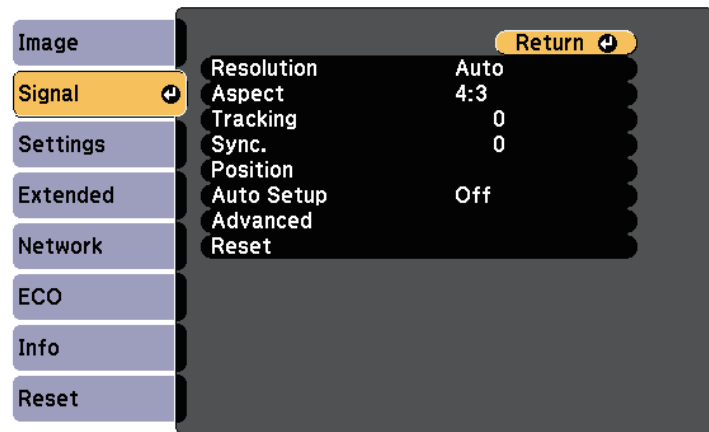 Image
Signal
Settings
Extended
Network
ECO
Info
Reset
Return
Resolution Auto
Aspect 4:3
Tracking 0
Sync. 0
Position
Auto Setup Off
Advanced
Reset